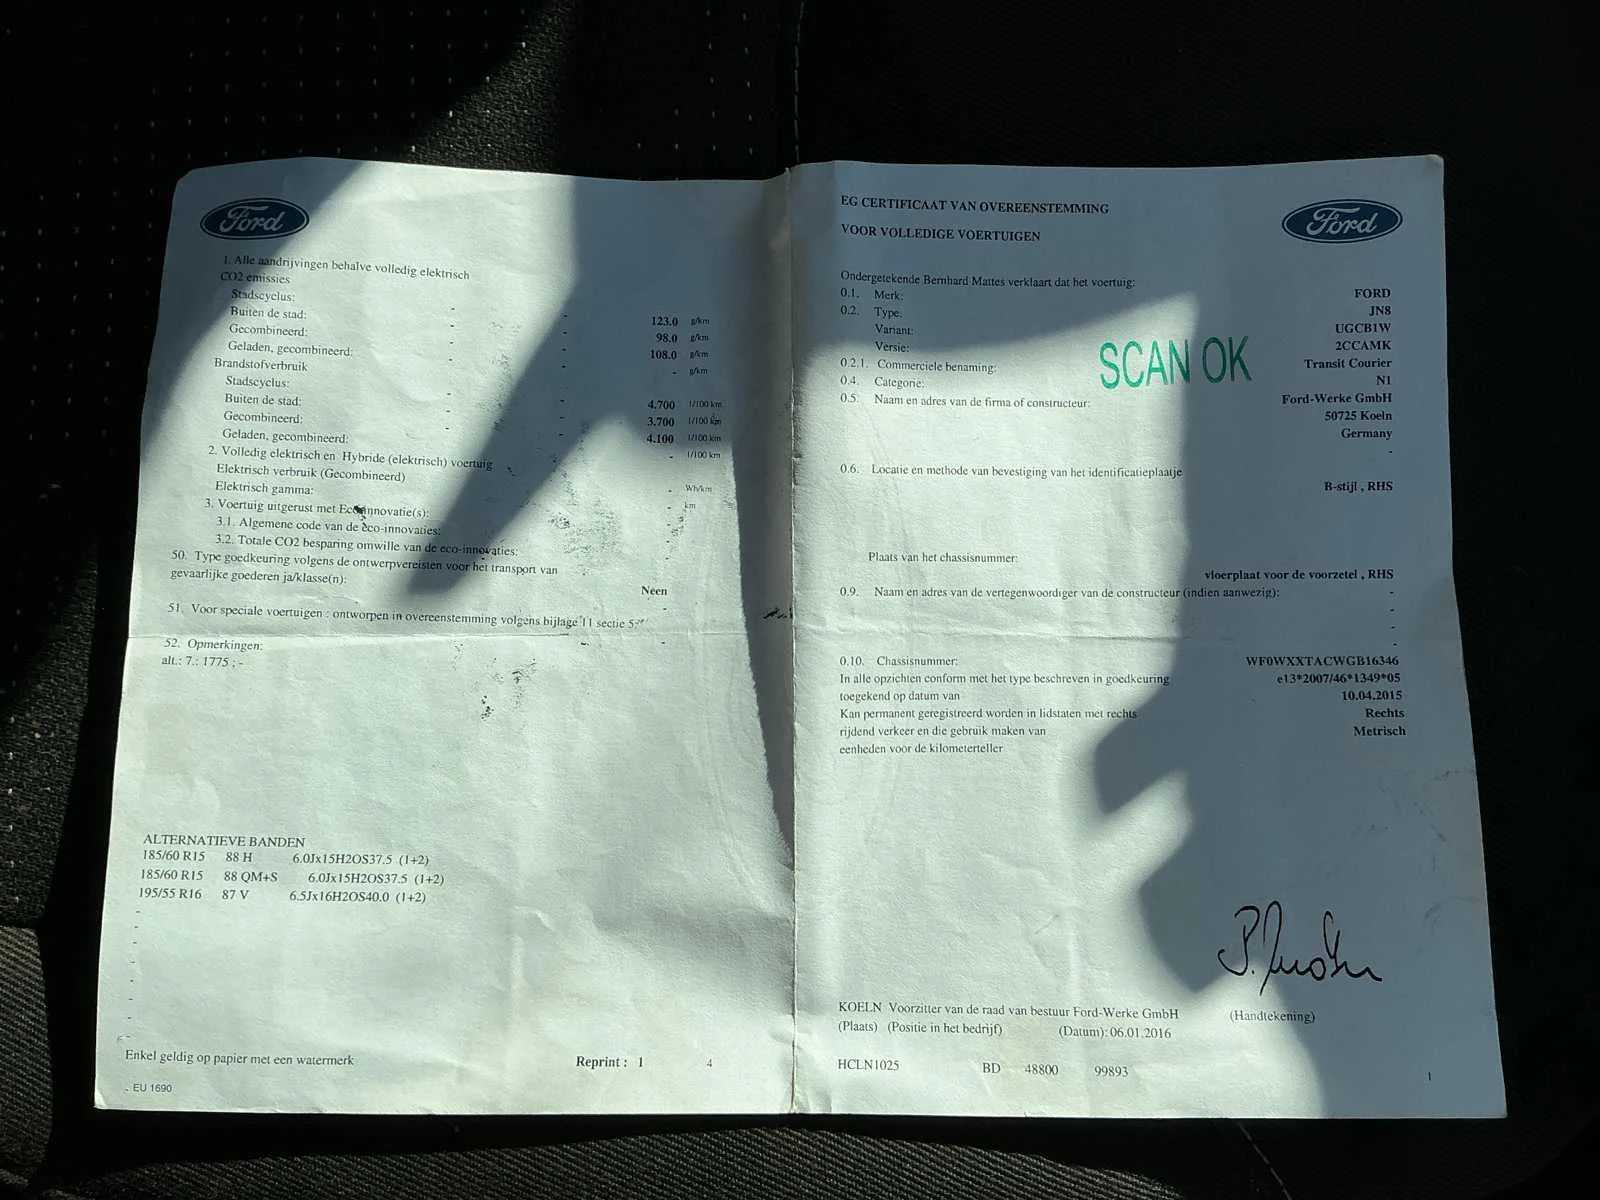 Ford
1. Alle aandrijvingen behalve volledig elektrisch
CO2 emissies
Stadscyclus: - - 123.0 g/km
Buiten de stad: - - 98.0 g/km
Gecombineerd: - - 108.0 g/km
Geladen, gecombineerd: - - - g/km
Brandstofverbruik
Stadscyclus: - - 4.700 l/100 km
Buiten de stad: - - 3.700 l/100 km
Gecombineerd: - - 4.100 l/100 km
Geladen, gecombineerd: - - - l/100 km
2. Volledig elektrisch en Hybride (elektrisch) voertuig
Elektrisch verbruik (Gecombineerd) - Wh/km
Elektrisch gamma: - km
3. Voertuig uitgerust met Eco-innovatie(s): -
3.1. Algemene code van de eco-innovaties: -
3.2. Totale CO2 besparing omwille van de eco-innovaties: -
50. Type goedkeuring volgens de ontwerpvereisten voor het transport van
gevaarlijke goederen ja/klasse(n): Neen
51. Voor speciale voertuigen : ontworpen in overeenstemming volgens bijlage 11 sectie 5: -
52. Opmerkingen: -
alt.: 7.: 1775 ; -
ALTERNATIEVE BANDEN
185/60 R15 88 H 6.0Jx15H2OS37.5 (1+2)
185/60 R15 88 QM+S 6.0Jx15H2OS37.5 (1+2)
195/55 R16 87 V 6.5Jx16H2OS40.0 (1+2)
-
-
-
-
-
-
-
Enkel geldig op papier met een watermerk Reprint : 1 4
EU 1690
EG CERTIFICAAT VAN OVEREENSTEMMING
VOOR VOLLEDIGE VOERTUIGEN
Ford
Ondergetekende Bernhard Mattes verklaart dat het voertuig:
0.1. Merk: FORD
0.2. Type: JN8
Variant: UGCB1W
Versie: 2CCAMK
SCAN OK
0.2.1. Commerciele benaming: Transit Courier
0.4. Categorie: N1
0.5. Naam en adres van de firma of constructeur: Ford-Werke GmbH
50725 Koeln
Germany
-
0.6. Locatie en methode van bevestiging van het identificatieplaatje
B-stijl , RHS
Plaats van het chassisnummer:
vloerplaat voor de voorzetel , RHS
0.9. Naam en adres van de vertegenwoordiger van de constructeur (indien aanwezig): -
-
-
-
0.10. Chassisnummer: WF0WXXTACWGB16346
In alle opzichten conform met het type beschreven in goedkeuring e13*2007/46*1349*05
toegekend op datum van 10.04.2015
Kan permanent geregistreerd worden in lidstaten met rechts Rechts
rijdend verkeer en die gebruik maken van Metrisch
eenheden voor de kilometerteller
KOELN Voorzitter van de raad van bestuur Ford-Werke GmbH (Handtekening)
(Plaats) (Positie in het bedrijf) (Datum): 06.01.2016
HCLN1025 BD 48800 99893 1